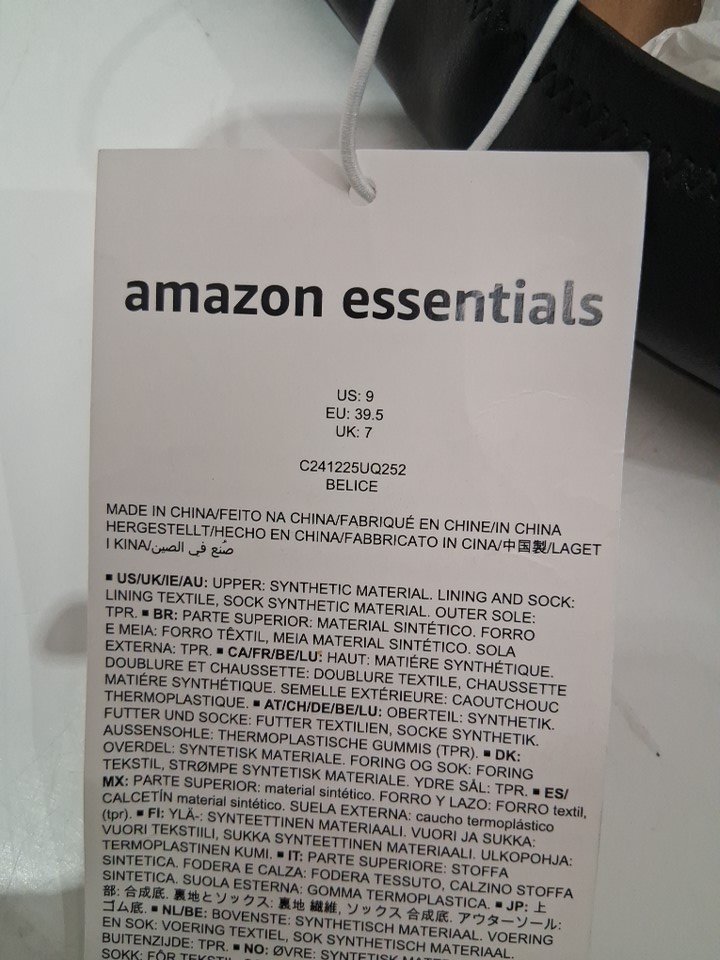 amazon essentials
US: 9
EU: 39.5
UK: 7
C241225UQ252
BELICE
MADE IN CHINA/FEITO NA CHINA/FABRIQUÉ EN CHINE/IN CHINA
HERGESTELLT/HECHO EN CHINA/FABBRICATO IN CINA/中国製/LAGET
I KINA/صُنع في الصين
▪ US/UK/IE/AU: UPPER: SYNTHETIC MATERIAL. LINING AND SOCK:
LINING TEXTILE, SOCK SYNTHETIC MATERIAL. OUTER SOLE:
TPR. ▪ BR: PARTE SUPERIOR: MATERIAL SINTÉTICO. FORRO
E MEIA: FORRO TÊXTIL, MEIA MATERIAL SINTÉTICO. SOLA
EXTERNA: TPR. ▪ CA/FR/BE/LU: HAUT: MATIÉRE SYNTHÉTIQUE.
DOUBLURE ET CHAUSSETTE: DOUBLURE TEXTILE, CHAUSSETTE
MATIÉRE SYNTHÉTIQUE. SEMELLE EXTÉRIEURE: CAOUTCHOUC
THERMOPLASTIQUE. ▪ AT/CH/DE/BE/LU: OBERTEIL: SYNTHETIK.
FUTTER UND SOCKE: FUTTER TEXTILIEN, SOCKE SYNTHETIK.
AUSSENSOHLE: THERMOPLASTISCHE GUMMIS (TPR). ▪ DK:
OVERDEL: SYNTETISK MATERIALE. FORING OG SOK: FORING
TEKSTIL, STRØMPE SYNTETISK MATERIALE. YDRE SÅL: TPR. ▪ ES/
MX: PARTE SUPERIOR: material sintético. FORRO Y LAZO: FORRO textil,
CALCETÍN material sintético. SUELA EXTERNA: caucho termoplástico
(tpr). ▪ FI: YLÄ-: SYNTEETTINEN MATERIAALI. VUORI JA SUKKA:
VUORI TEKSTIILI, SUKKA SYNTEETTINEN MATERIAALI. ULKOPOHJA:
TERMOPLASTINEN KUMI. ▪ IT: PARTE SUPERIORE: STOFFA
SINTETICA. FODERA E CALZA: FODERA TESSUTO, CALZINO STOFFA
SINTETICA. SUOLA ESTERNA: GOMMA TERMOPLASTICA. ▪ JP: 上
部: 合成底. 裏地とソックス: 裏地 繊維, ソックス 合成底. アウターソール:
ゴム底. ▪ NL/BE: BOVENSTE: SYNTHETISCH MATERIAAL. VOERING
EN SOK: VOERING TEXTIEL, SOK SYNTHETISCH MATERIAAL.
BUITENZIJDE: TPR. ▪ NO: ØVRE: SYNTETISK MATERIALE.
SOKK: FÔR TEKSTIL,